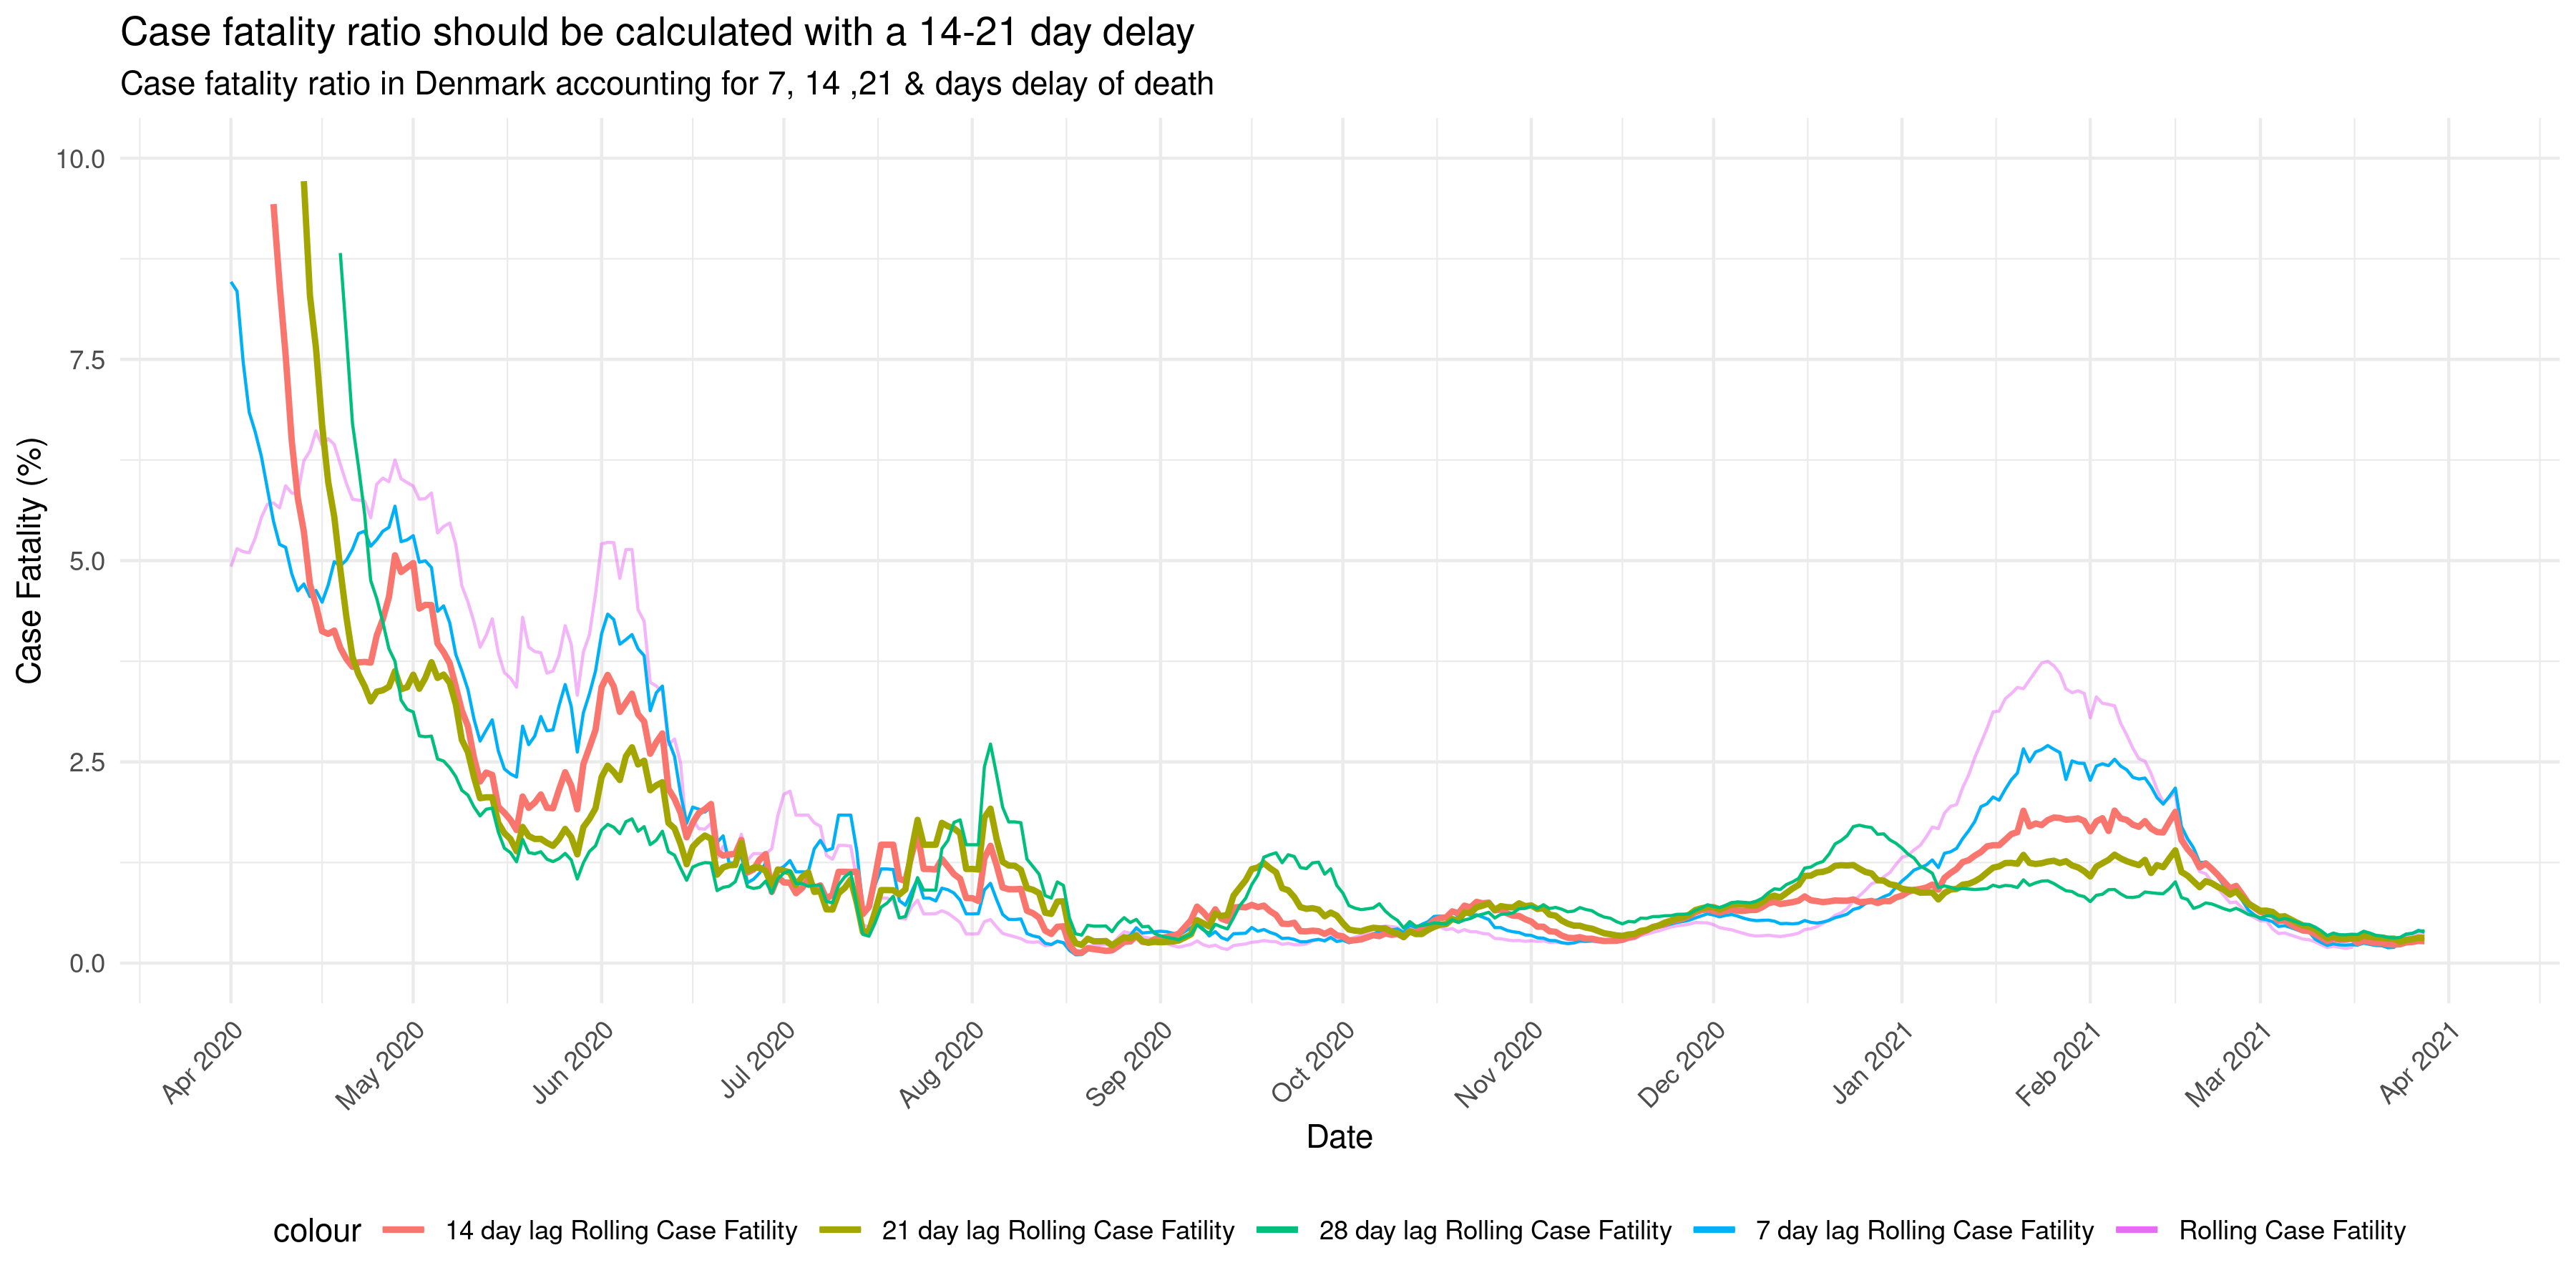 Case fatality ratio should be calculated with a 14-21 day delay
Case fatality ratio in Denmark accounting for 7, 14 ,21 & days delay of death
Case Fatality (%)
10.0
7.5
5.0
2.5
0.0
Apr 2020
May 2020
Jun 2020
Jul 2020
Aug 2020
Sep 2020
Oct 2020
Nov 2020
Dec 2020
Jan 2021
Feb 2021
Mar 2021
Apr 2021
Date
colour
14 day lag Rolling Case Fatility
21 day lag Rolling Case Fatility
28 day lag Rolling Case Fatility
7 day lag Rolling Case Fatility
Rolling Case Fatility